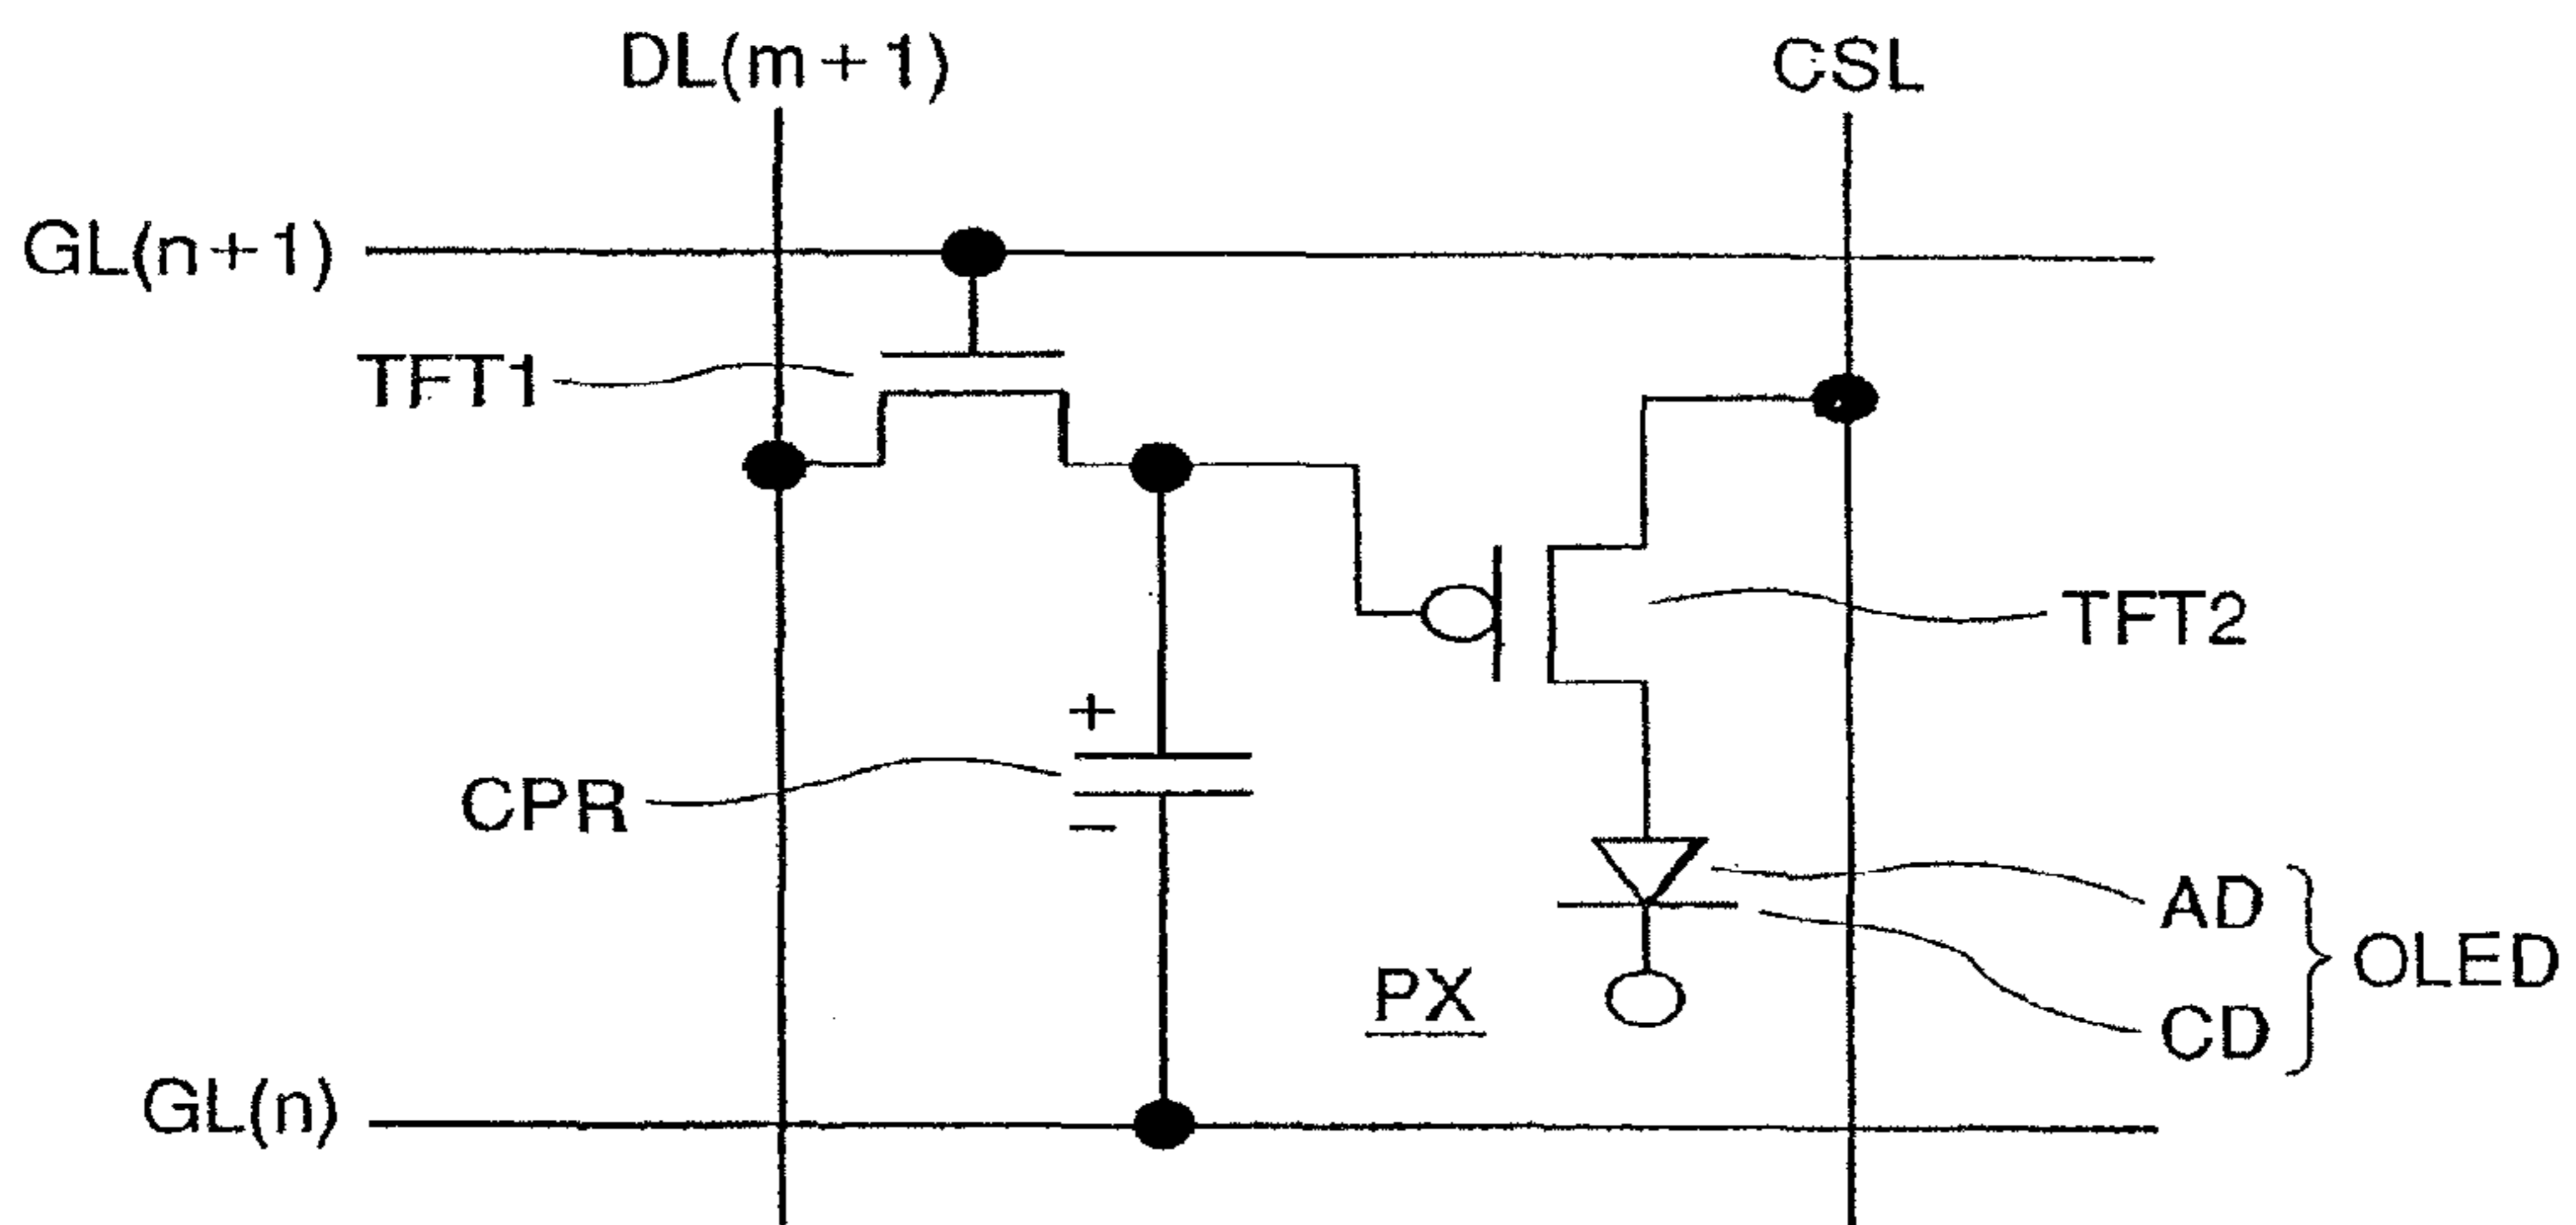 DL(m+1)
CSL
GL(n+1)
TFT1
TFT2
+
CPR
−
AD
OLED
PX
CD
GL(n)